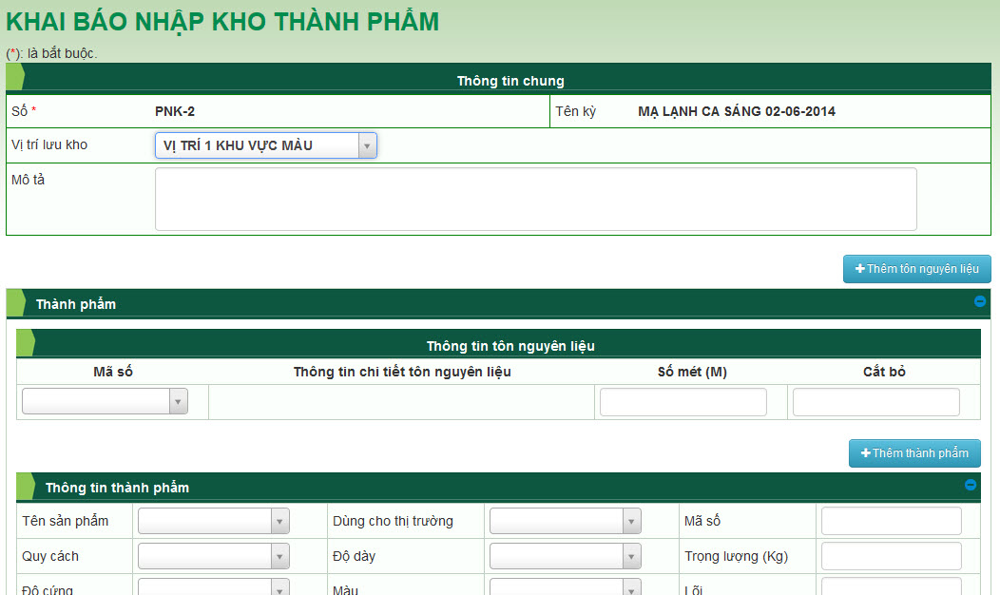 KHAI BÁO NHẬP KHO THÀNH PHẨM
(*): là bắt buộc.
Thông tin chung
Số * PNK-2 Tên kỳ MẠ LẠNH CA SÁNG 02-06-2014
Vị trí lưu kho VỊ TRÍ 1 KHU VỰC MÀU
Mô tả
Thêm tôn nguyên liệu
Thành phẩm
Thông tin tôn nguyên liệu
Mã số Thông tin chi tiết tôn nguyên liệu Số mét (M) Cắt bỏ
Thêm thành phẩm
Thông tin thành phẩm
Tên sản phẩm Dùng cho thị trường Mã số
Quy cách Độ dày Trọng lượng (Kg)
Độ cứng Màu Lõi